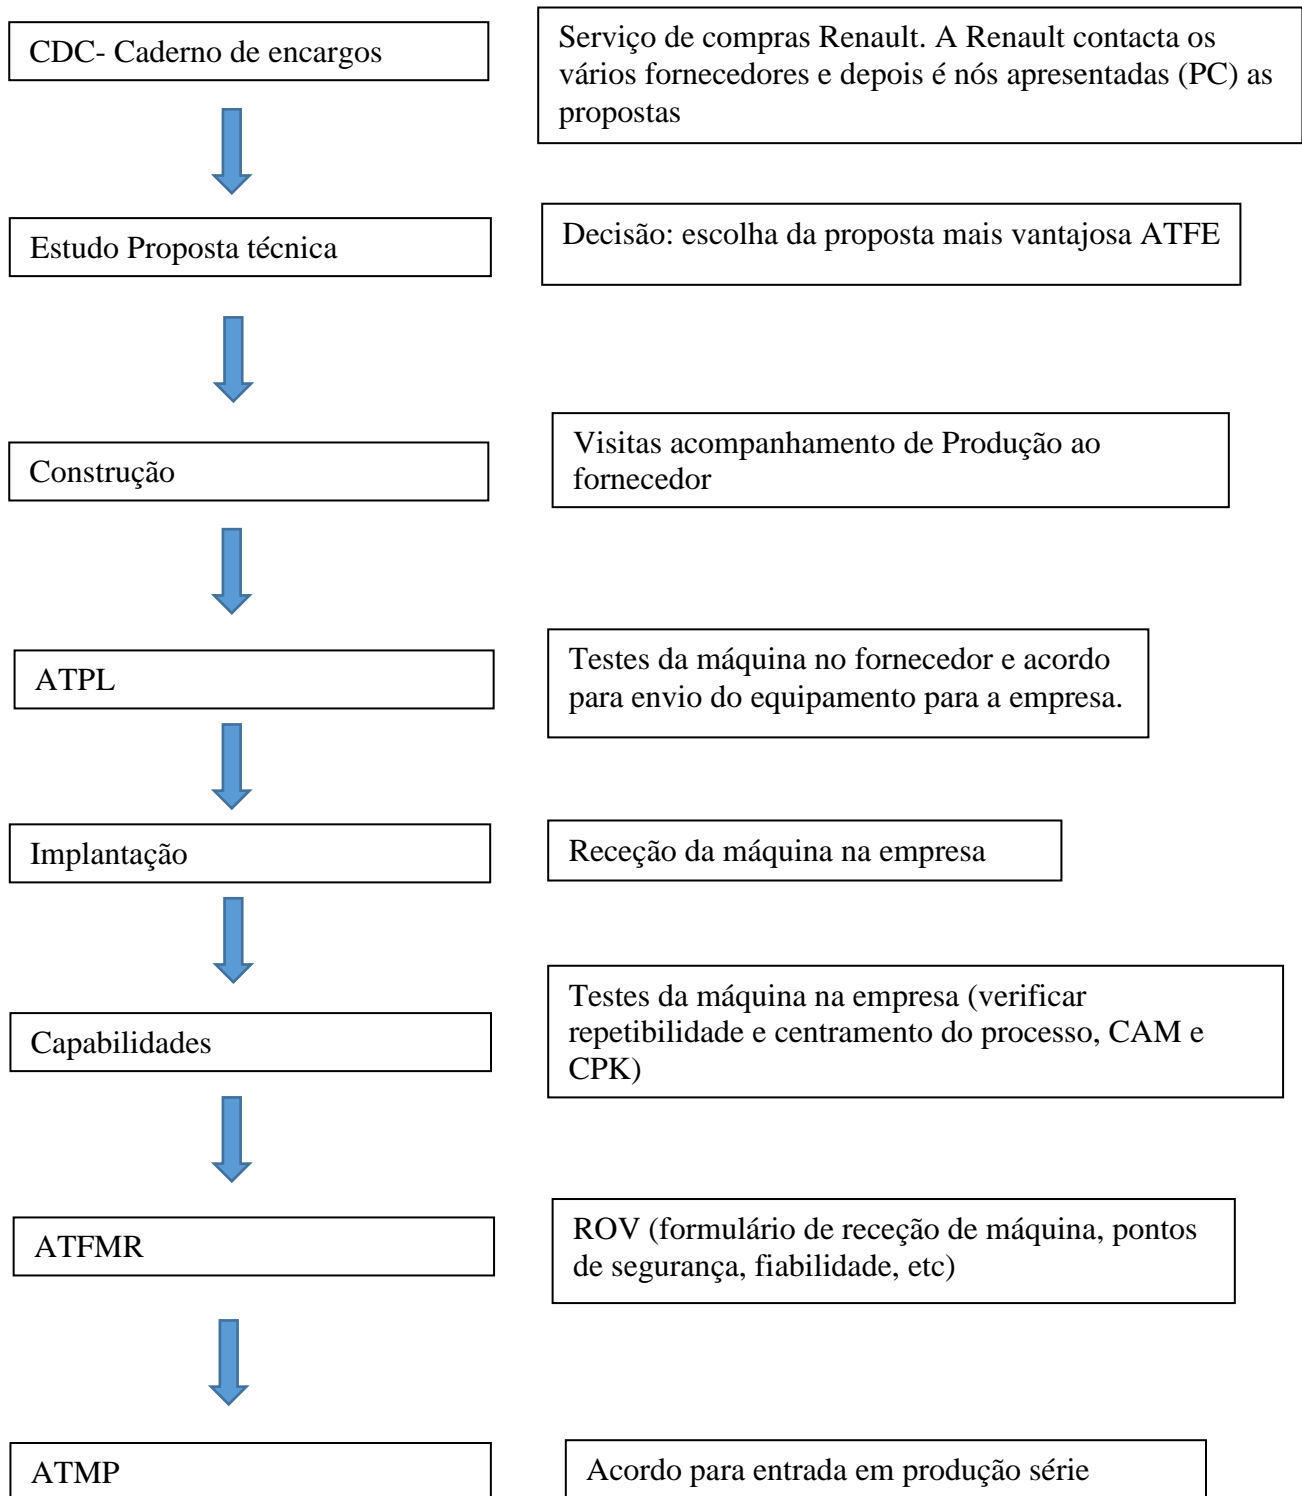 CDC- Caderno de encargos
Serviço de compras Renault. A Renault contacta os
vários fornecedores e depois é nós apresentadas (PC) as
propostas
Estudo Proposta técnica
Decisão: escolha da proposta mais vantajosa ATFE
Construção
Visitas acompanhamento de Produção ao
fornecedor
ATPL
Testes da máquina no fornecedor e acordo
para envio do equipamento para a empresa.
Implantação
Receção da máquina na empresa
Capabilidades
Testes da máquina na empresa (verificar
repetibilidade e centramento do processo, CAM e
CPK)
ATFMR
ROV (formulário de receção de máquina, pontos
de segurança, fiabilidade, etc)
ATMP
Acordo para entrada em produção série